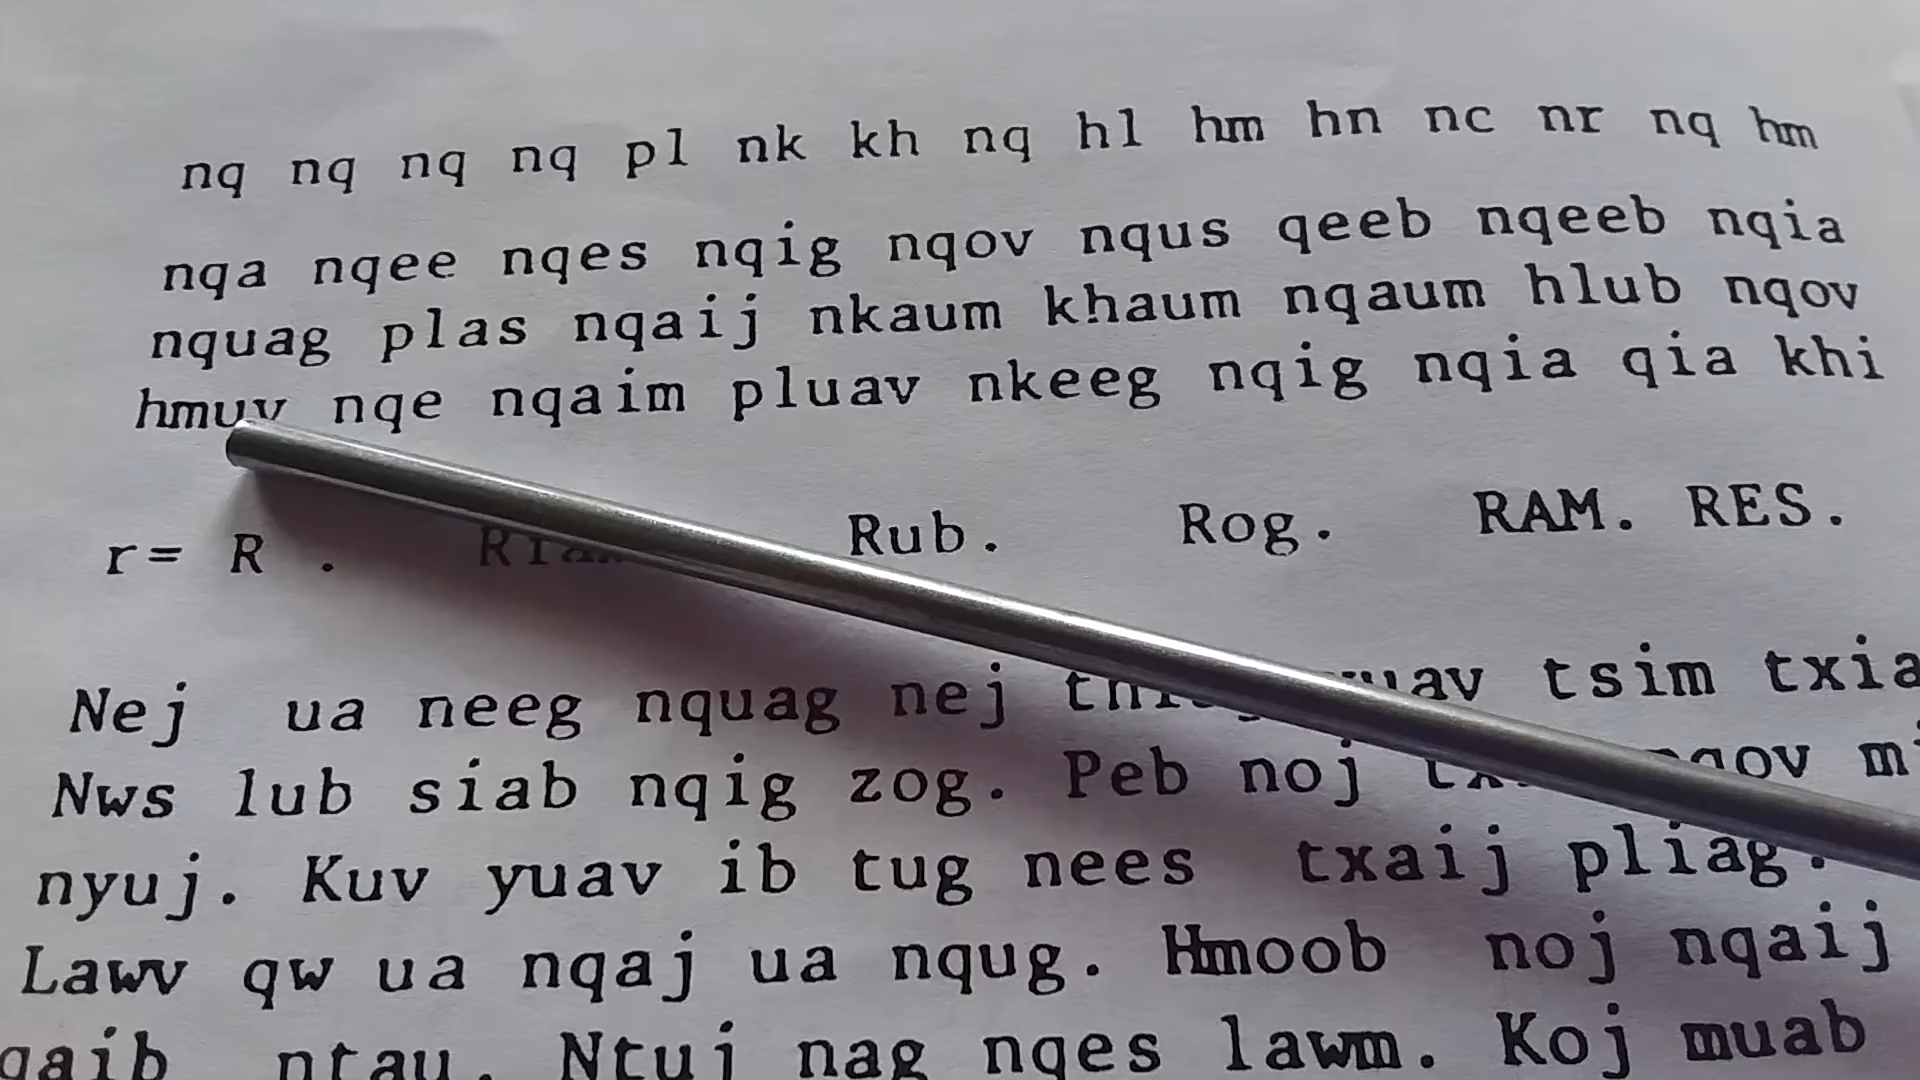 nq nq nq nq pl nk kh nq hl hm hn nc nr nq hm
nqa nqee nqes nqig nqov nqus qeeb nqeeb nqia
nquag plas nqaij nkaum khaum nqaum hlub nqov
hmuv nqe nqaim pluav nkeeg nqig nqia qia khi
r= R . Rub. Rog. RAM. RES.
Nej ua neeg nquag nej tsim
Nws lub siab nqig zog. Peb noj
nyuj. Kuv yuav ib tug nees txaij pliag.
Lawv qw ua nqaj ua nqug. Hmoob noj nqaij
ntau. Ntuj nag nqes lawm. Koj muab